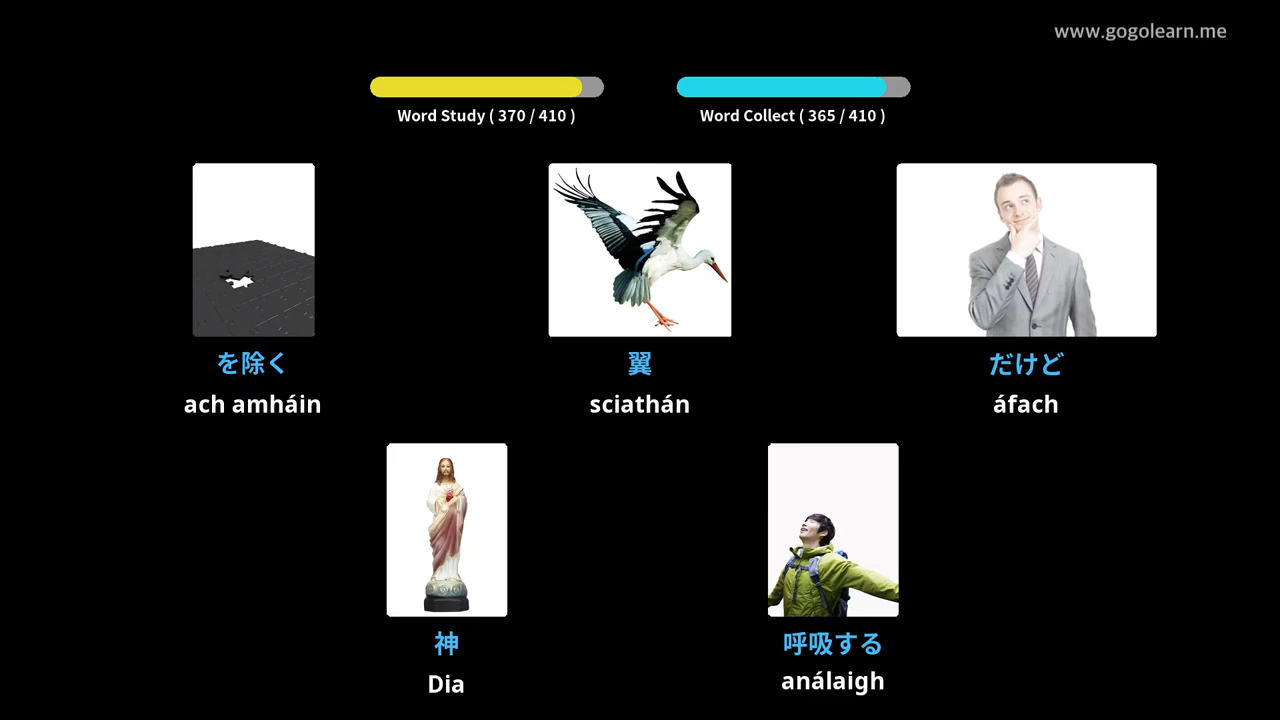 www.gogolearn.me
Word Study ( 370 / 410 )
Word Collect ( 365 / 410 )
を除く
ach amháin
翼
sciathán
だけど
áfach
神
Dia
呼吸する
análaigh